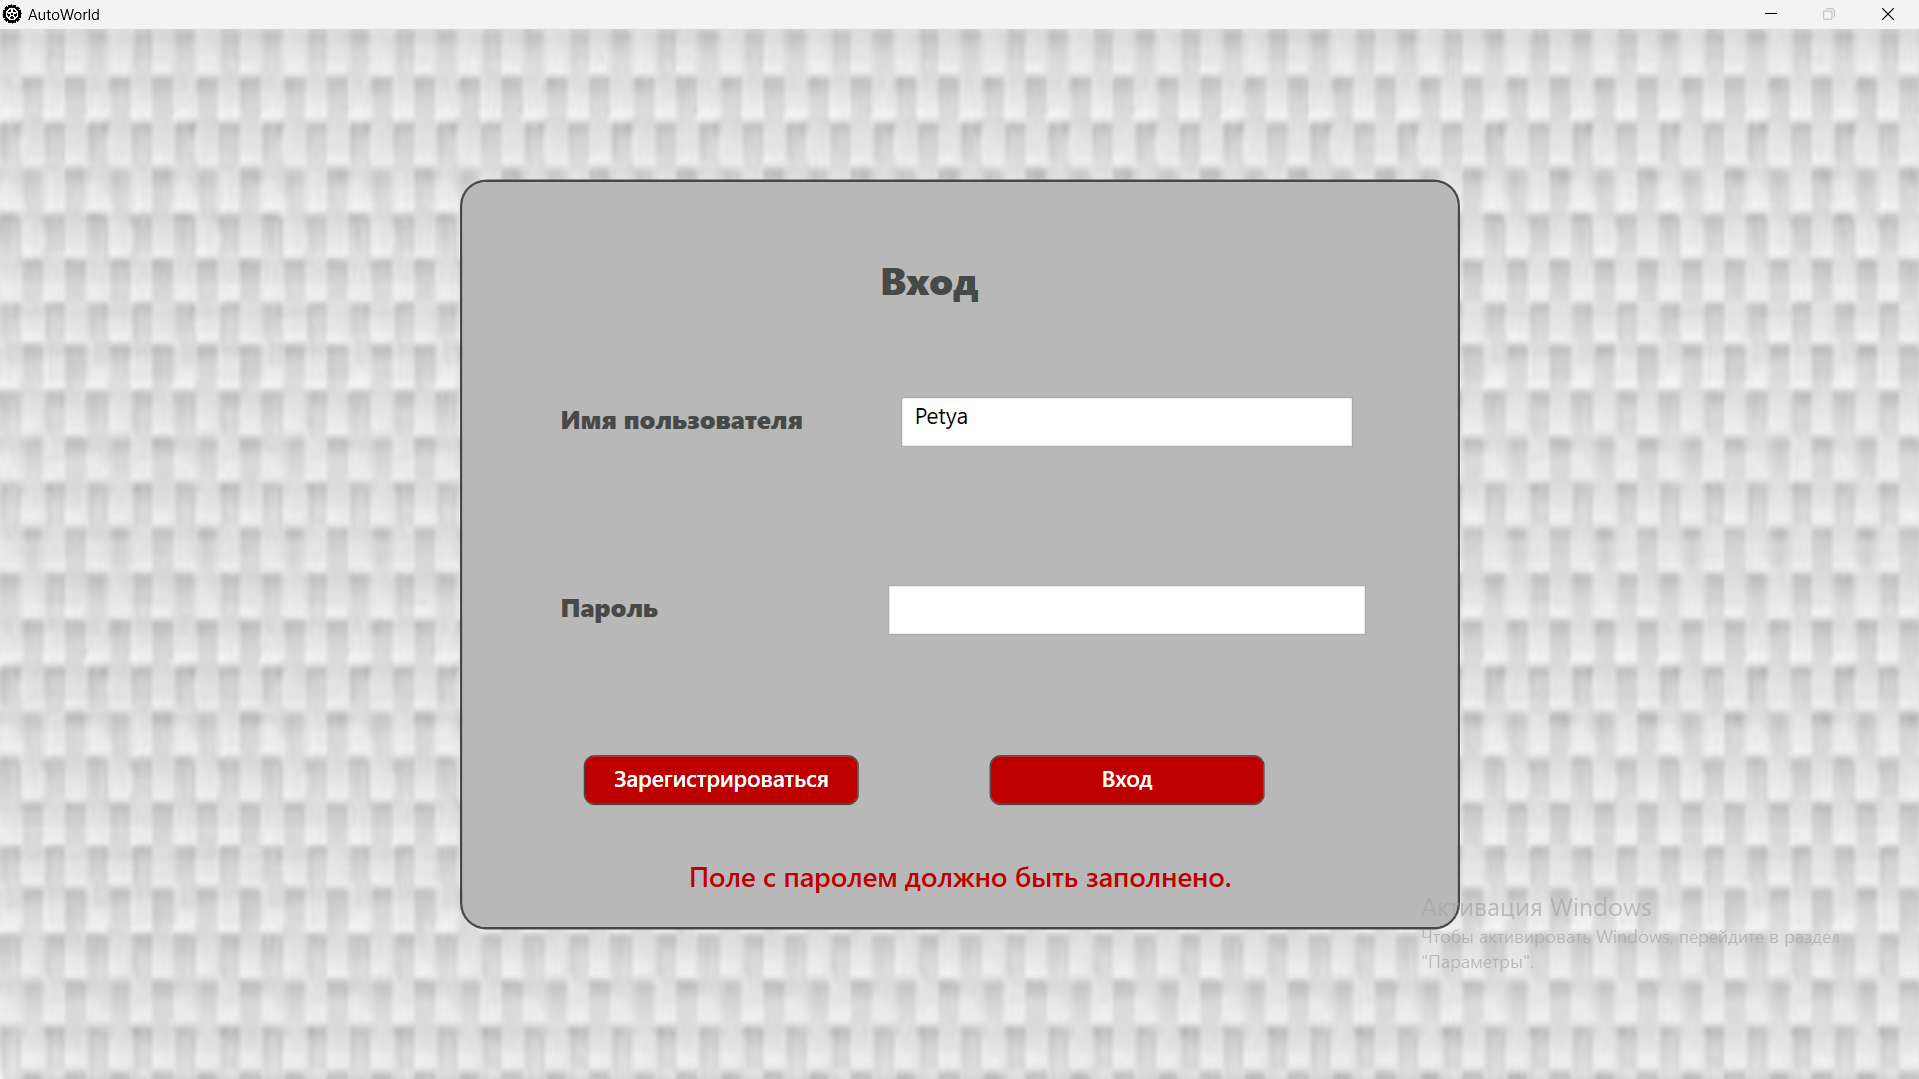 AutoWorld
Вход
Имя пользователя
Petya
Пароль
Зарегистрироваться
Вход
Поле с паролем должно быть заполнено.
Активация Windows
Чтобы активировать Windows, перейдите в раздел
"Параметры".